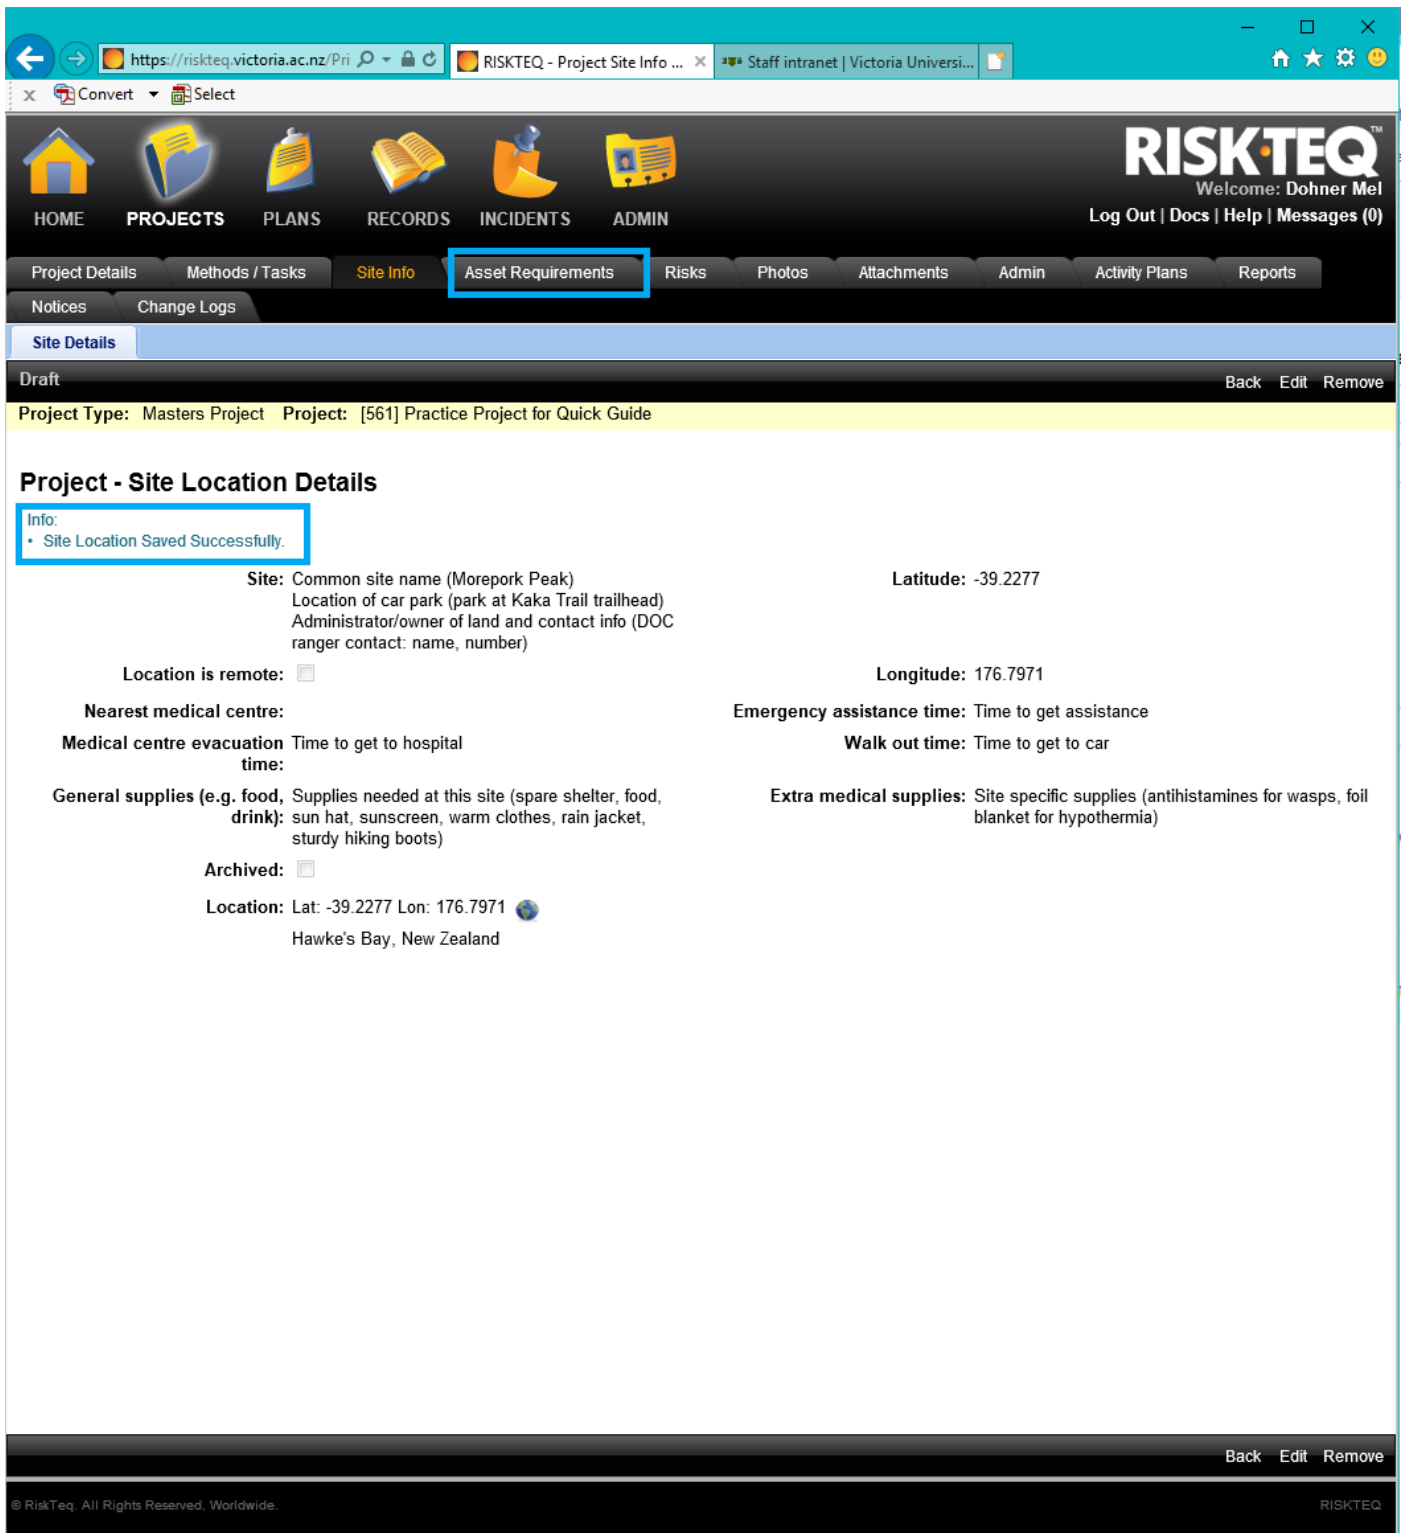 https://riskteq.victoria.ac.nz/Pri
RISKTEQ - Project Site Info ...
Staff intranet | Victoria Universi...
x Convert Select
RISKTEQ™
Welcome: Dohner Mel
HOME PROJECTS PLANS RECORDS INCIDENTS ADMIN
Log Out | Docs | Help | Messages (0)
Project Details Methods / Tasks Site Info Asset Requirements Risks Photos Attachments Admin Activity Plans Reports
Notices Change Logs
Site Details
Draft Back Edit Remove
Project Type: Masters Project Project: [561] Practice Project for Quick Guide
Project - Site Location Details
Info:
• Site Location Saved Successfully.
Site: Common site name (Morepork Peak) Latitude: -39.2277
Location of car park (park at Kaka Trail trailhead)
Administrator/owner of land and contact info (DOC
ranger contact: name, number)
Location is remote: Longitude: 176.7971
Nearest medical centre: Emergency assistance time: Time to get assistance
Medical centre evacuation Time to get to hospital Walk out time: Time to get to car
time:
General supplies (e.g. food, Supplies needed at this site (spare shelter, food, Extra medical supplies: Site specific supplies (antihistamines for wasps, foil
drink): sun hat, sunscreen, warm clothes, rain jacket, blanket for hypothermia)
sturdy hiking boots)
Archived:
Location: Lat: -39.2277 Lon: 176.7971
Hawke's Bay, New Zealand
Back Edit Remove
© RiskTeq. All Rights Reserved, Worldwide. RISKTEQ